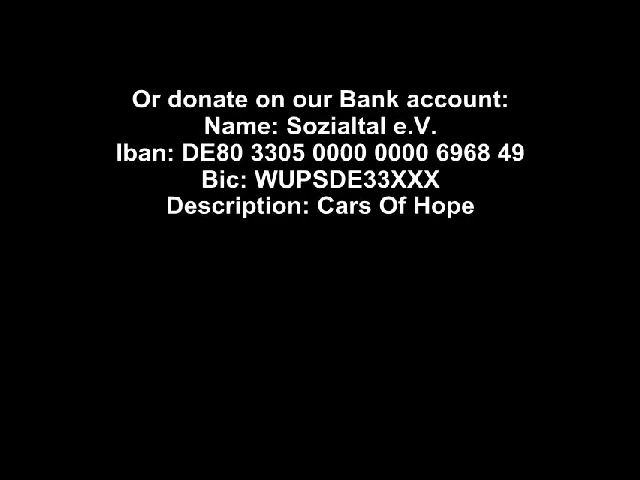 Or donate on our Bank account:
Name: Sozialtal e.V.
Iban: DE80 3305 0000 0000 6968 49
Bic: WUPSDE33XXX
Description: Cars Of Hope